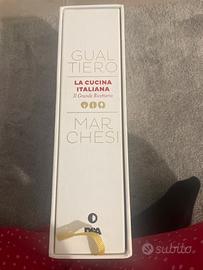 GUAL
TIERO
LA CUCINA
ITALIANA
Il Grande Ricettario
MAR
CHESI
subito